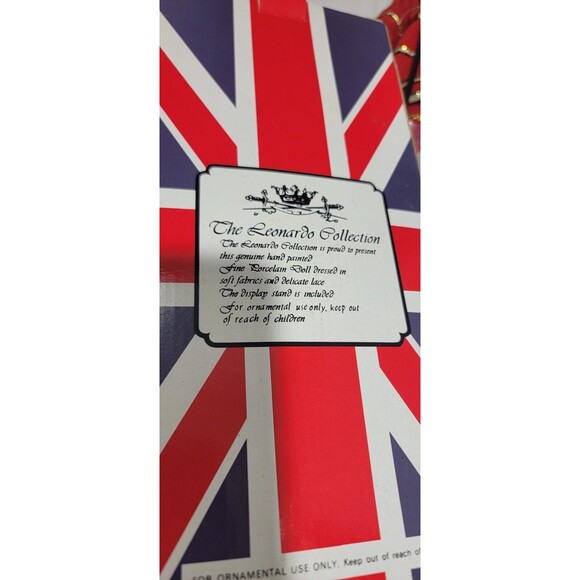 The Leonardo Collection
The Leonardo Collection is proud to present
this genuine hand painted
Fine Porcelain Doll dressed in
soft fabrics and delicate lace
The display stand is included
For ornamental use only, keep out
of reach of children
FOR ORNAMENTAL USE ONLY. Keep out of reach of